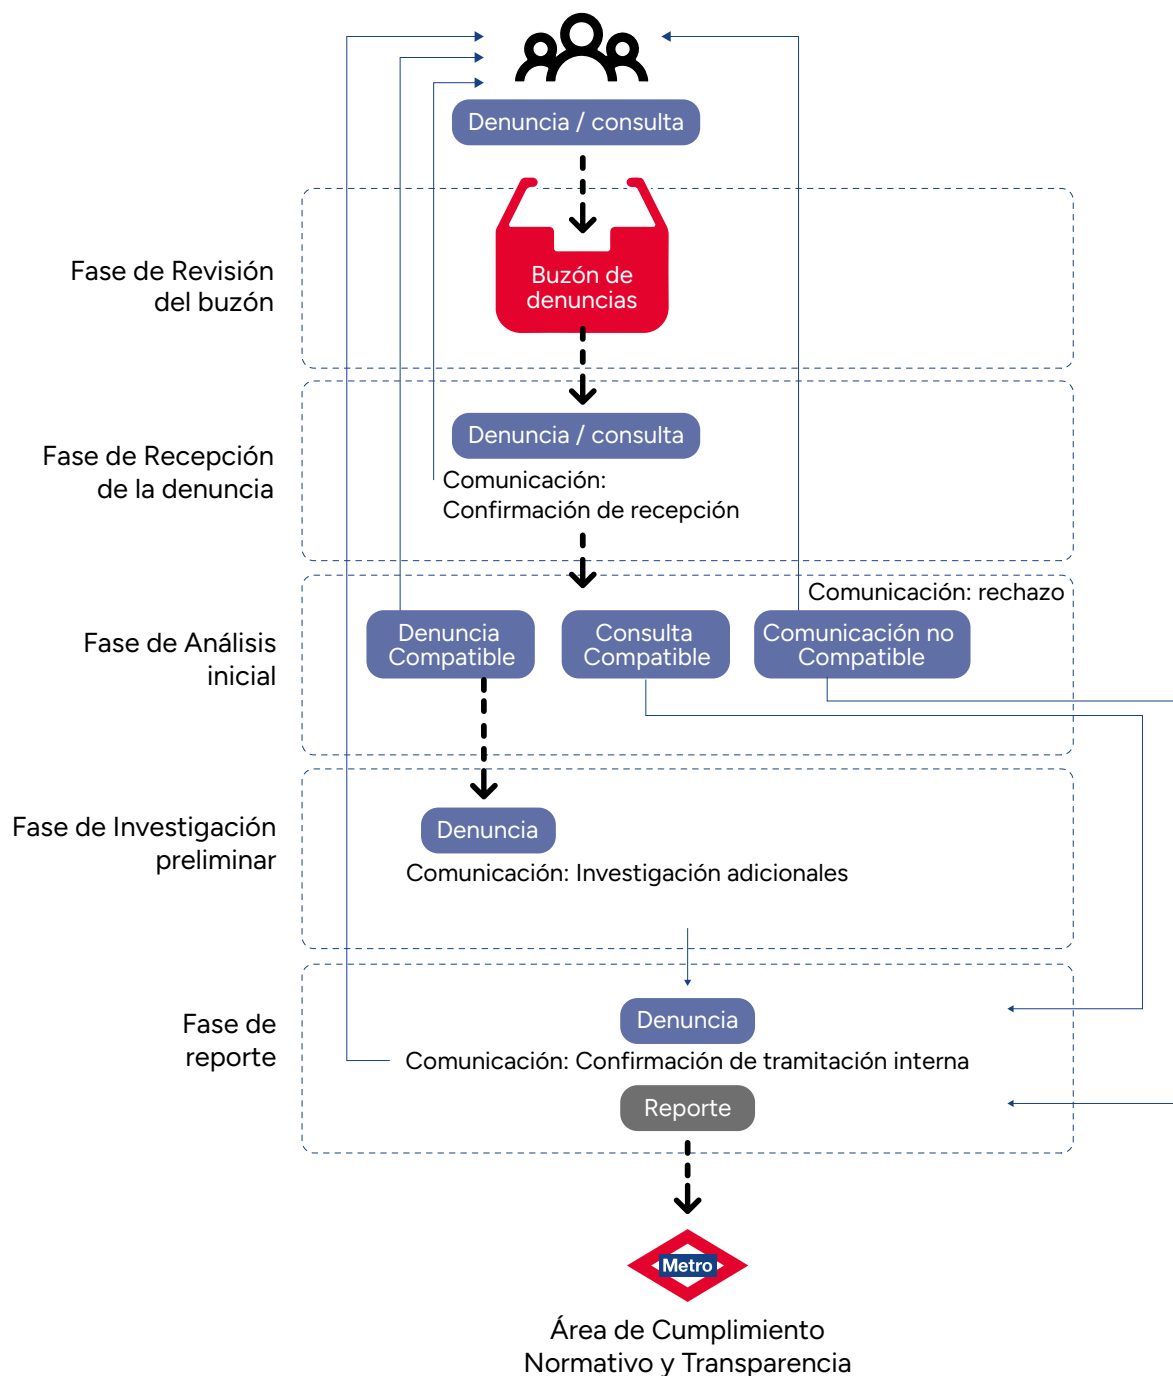 Denuncia / consulta
Fase de Revisión
del buzón
Buzón de
denuncias
Fase de Recepción
de la denuncia
Denuncia / consulta
Comunicación:
Confirmación de recepción
Fase de Análisis
inicial
Comunicación: rechazo
Denuncia
Compatible
Consulta
Compatible
Comunicación no
Compatible
Fase de Investigación
preliminar
Denuncia
Comunicación: Investigación adicionales
Fase de
reporte
Denuncia
Comunicación: Confirmación de tramitación interna
Reporte
Metro
Área de Cumplimiento
Normativo y Transparencia